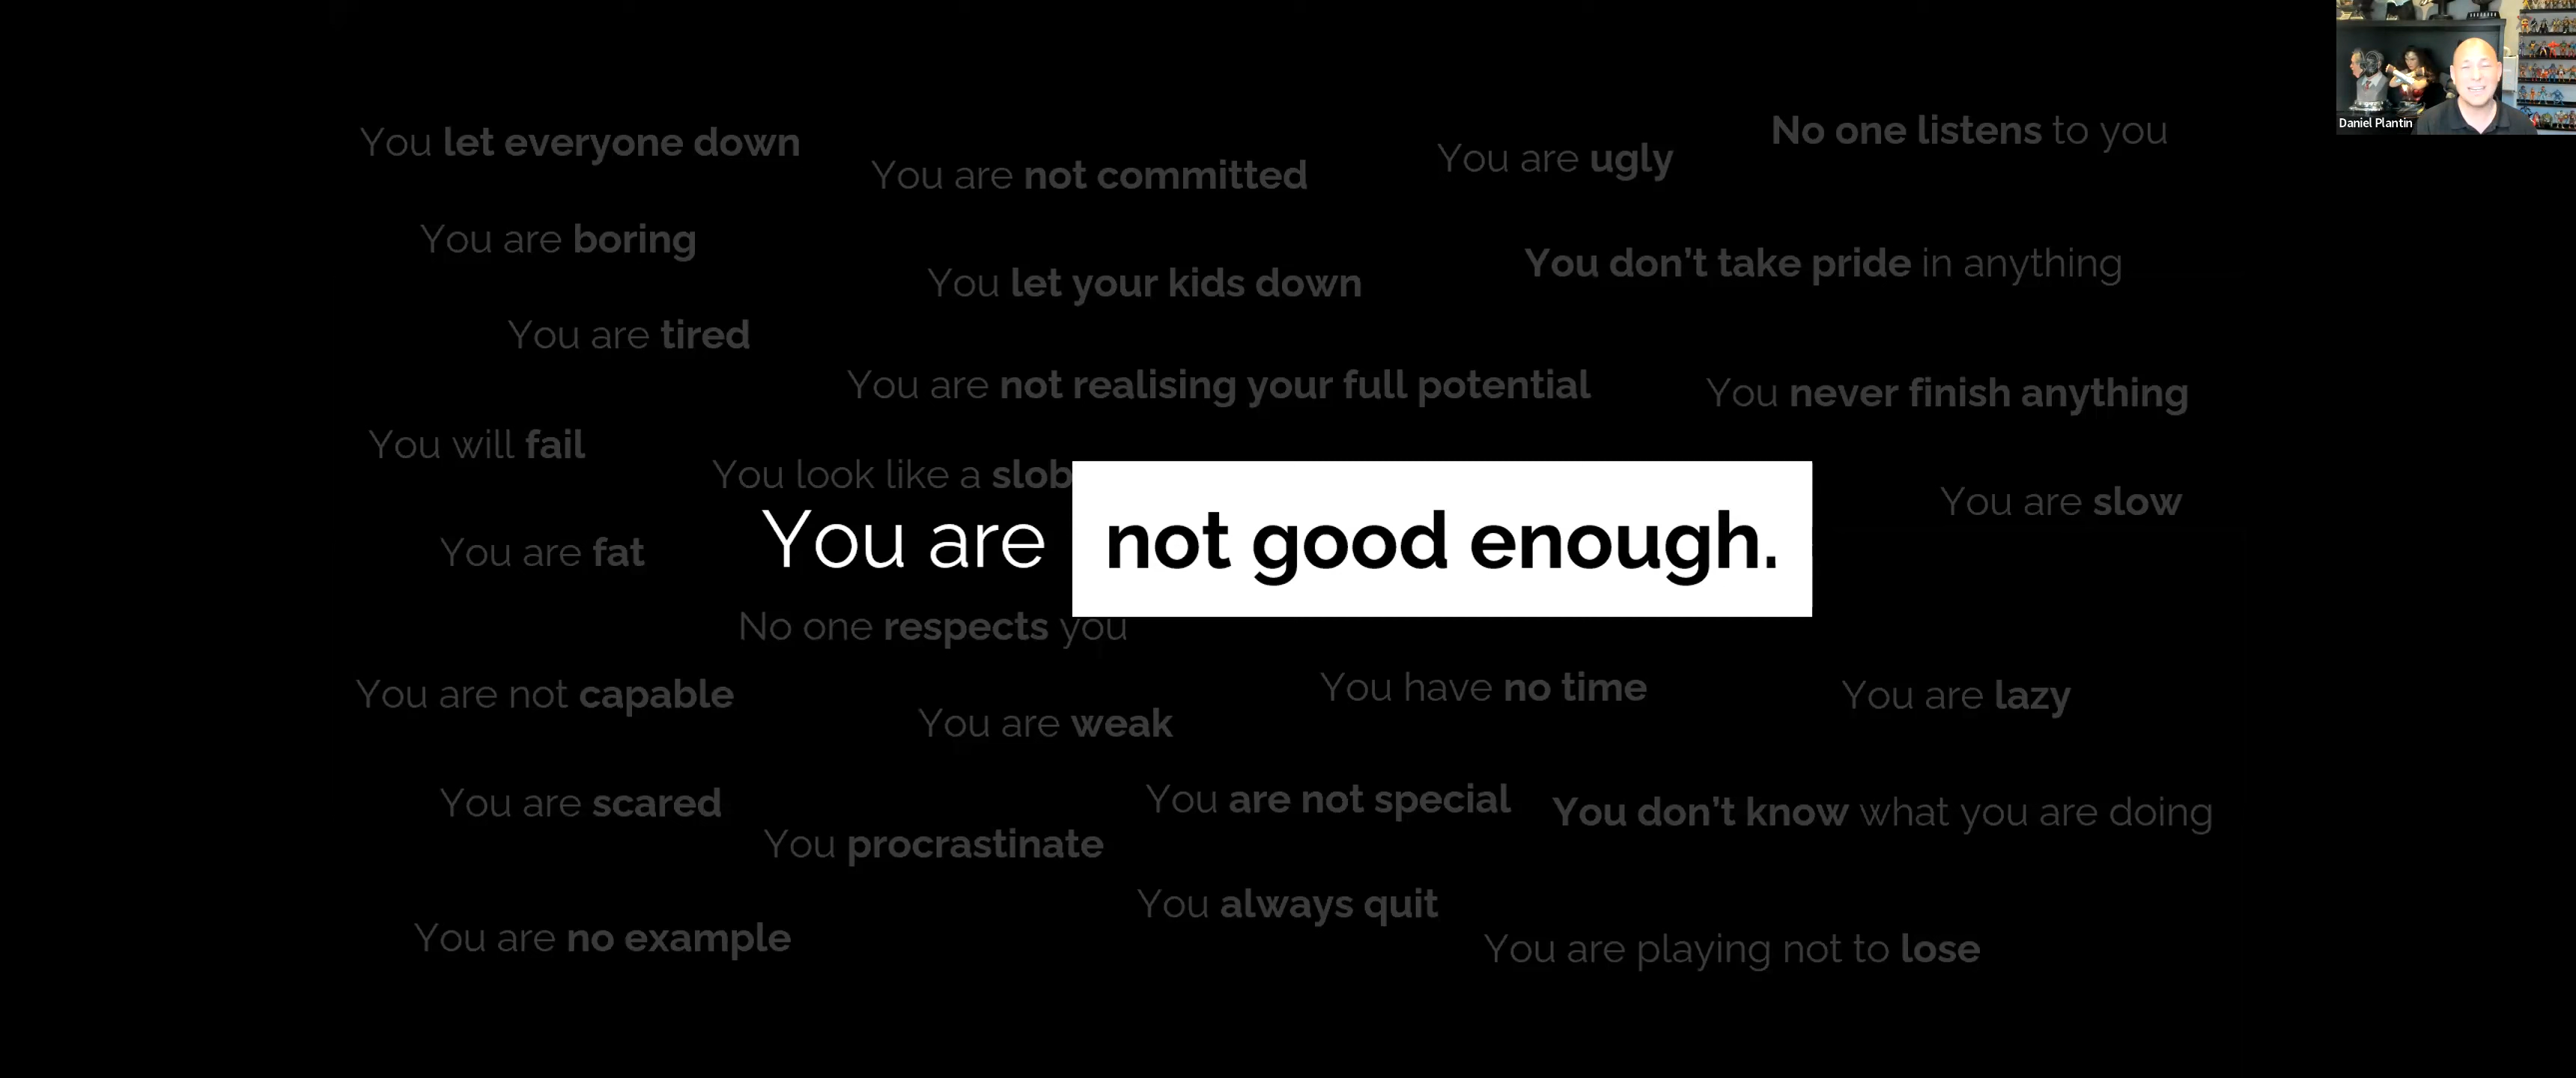 Daniel Plantin
You let everyone down
You are not committed
You are ugly
No one listens to you
You are boring
You let your kids down
You don't take pride in anything
You are tired
You are not realising your full potential
You never finish anything
You will fail
You look like a slob
You are slow
You are not good enough.
You are fat
No one respects you
You are not capable
You are weak
You have no time
You are lazy
You are scared
You procrastinate
You are not special
You don't know what you are doing
You always quit
You are no example
You are playing not to lose